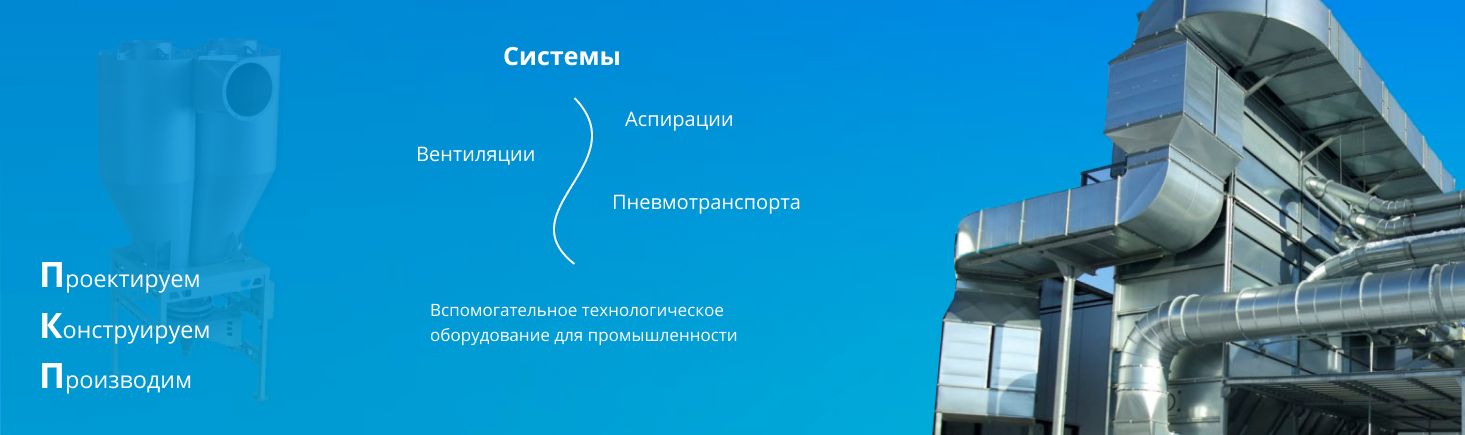 Системы
Аспирации
Вентиляции
Пневмотранспорта
Проектируем
Конструируем
Производим
Вспомогательное технологическое
оборудование для промышленности